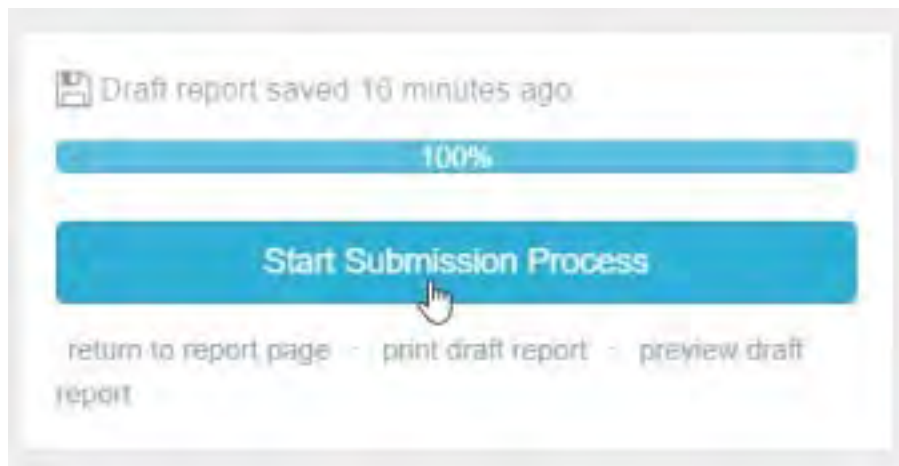 Draft report saved 16 minutes ago
100%
Start Submission Process
return to report page - print draft report - preview draft
report